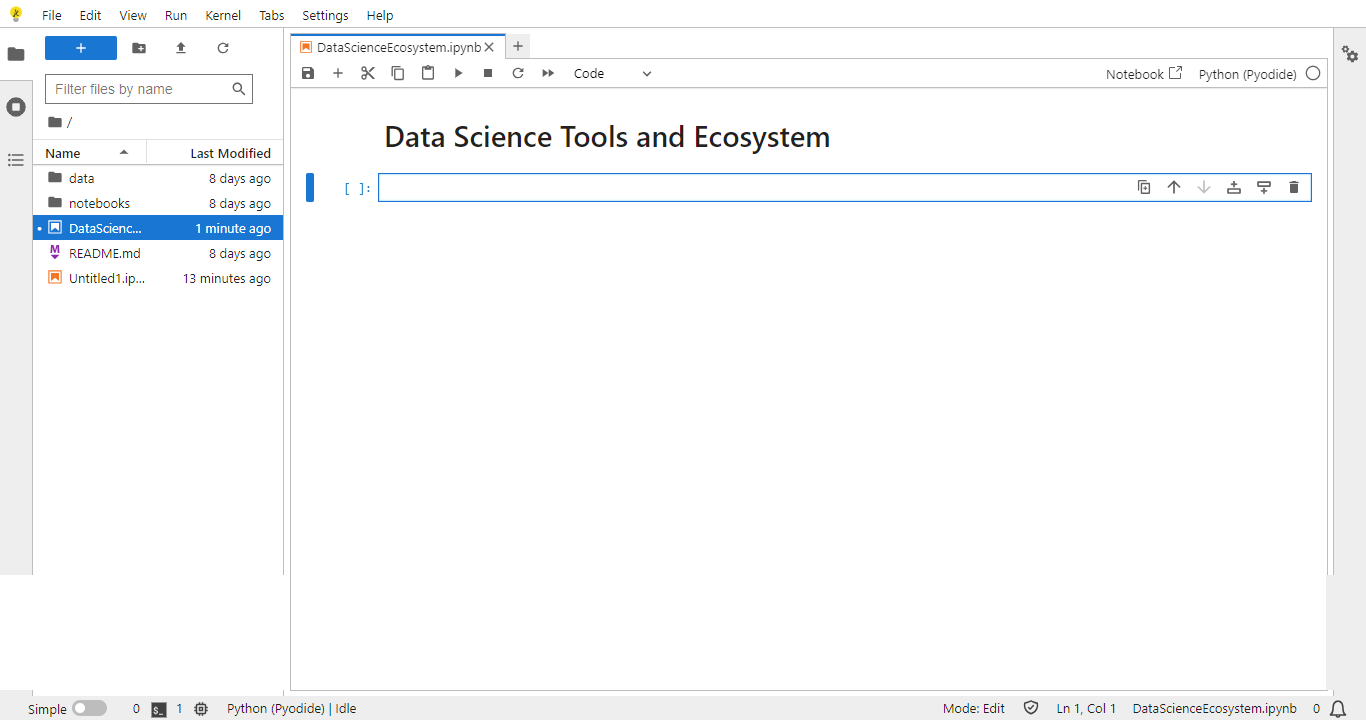 File Edit View Run Kernel Tabs Settings Help
DataScienceEcosystem.ipynb
Code
Notebook
Python (Pyodide)
Filter files by name
/
Name Last Modified
data 8 days ago
notebooks 8 days ago
DataScienc... 1 minute ago
M README.md 8 days ago
Untitled1.ip... 13 minutes ago
Data Science Tools and Ecosystem
[ ]:
Simple 0 $_ 1 Python (Pyodide) | Idle Mode: Edit Ln 1, Col 1 DataScienceEcosystem.ipynb 0